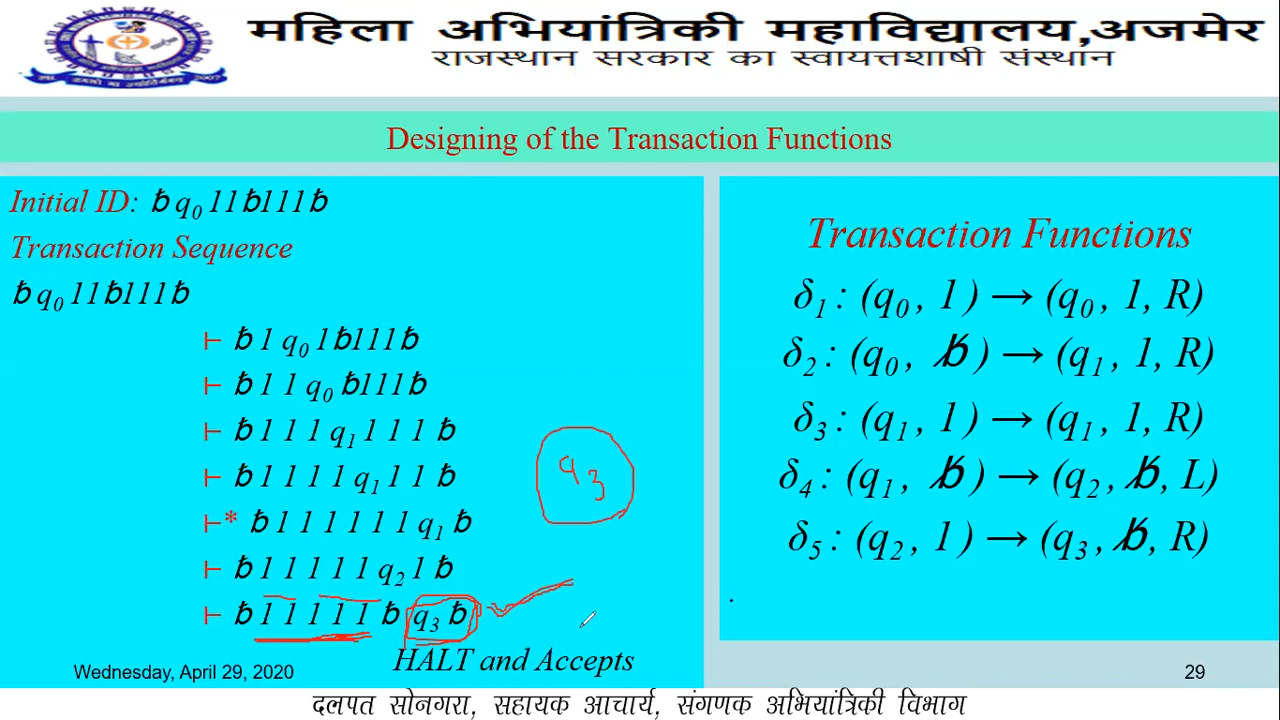 महिला अभियांत्रिकी महाविद्यालय,अजमेर
राजस्थान सरकार का स्वायत्तशाषी संस्थान
Designing of the Transaction Functions
Initial ID: ƀ q₀ 11ƀ111ƀ
Transaction Sequence
ƀ q₀ 11ƀ111ƀ
⊢ ƀ 1 q₀ 1ƀ111ƀ
⊢ ƀ 1 1 q₀ ƀ111ƀ
⊢ ƀ 1 1 1 q₁ 1 1 1 ƀ
⊢ ƀ 1 1 1 1 q₁ 1 1 ƀ
⊢* ƀ 1 1 1 1 1 1 q₁ ƀ
⊢ ƀ 1 1 1 1 1 q₂ 1 ƀ
⊢ ƀ 1 1 1 1 1 ƀ q₃ ƀ
HALT and Accepts
q₃
Transaction Functions
δ₁ : (q₀ , 1) → (q₀ , 1, R)
δ₂ : (q₀ , ƀ ) → (q₁ , 1, R)
δ₃ : (q₁ , 1) → (q₁ , 1, R)
δ₄ : (q₁ , ƀ ) → (q₂ , ƀ, L)
δ₅ : (q₂ , 1 ) → (q₃ , ƀ, R)
.
Wednesday, April 29, 2020
29
दलपत सोनगरा, सहायक आचार्य, संगणक अभियांत्रिकी विभाग